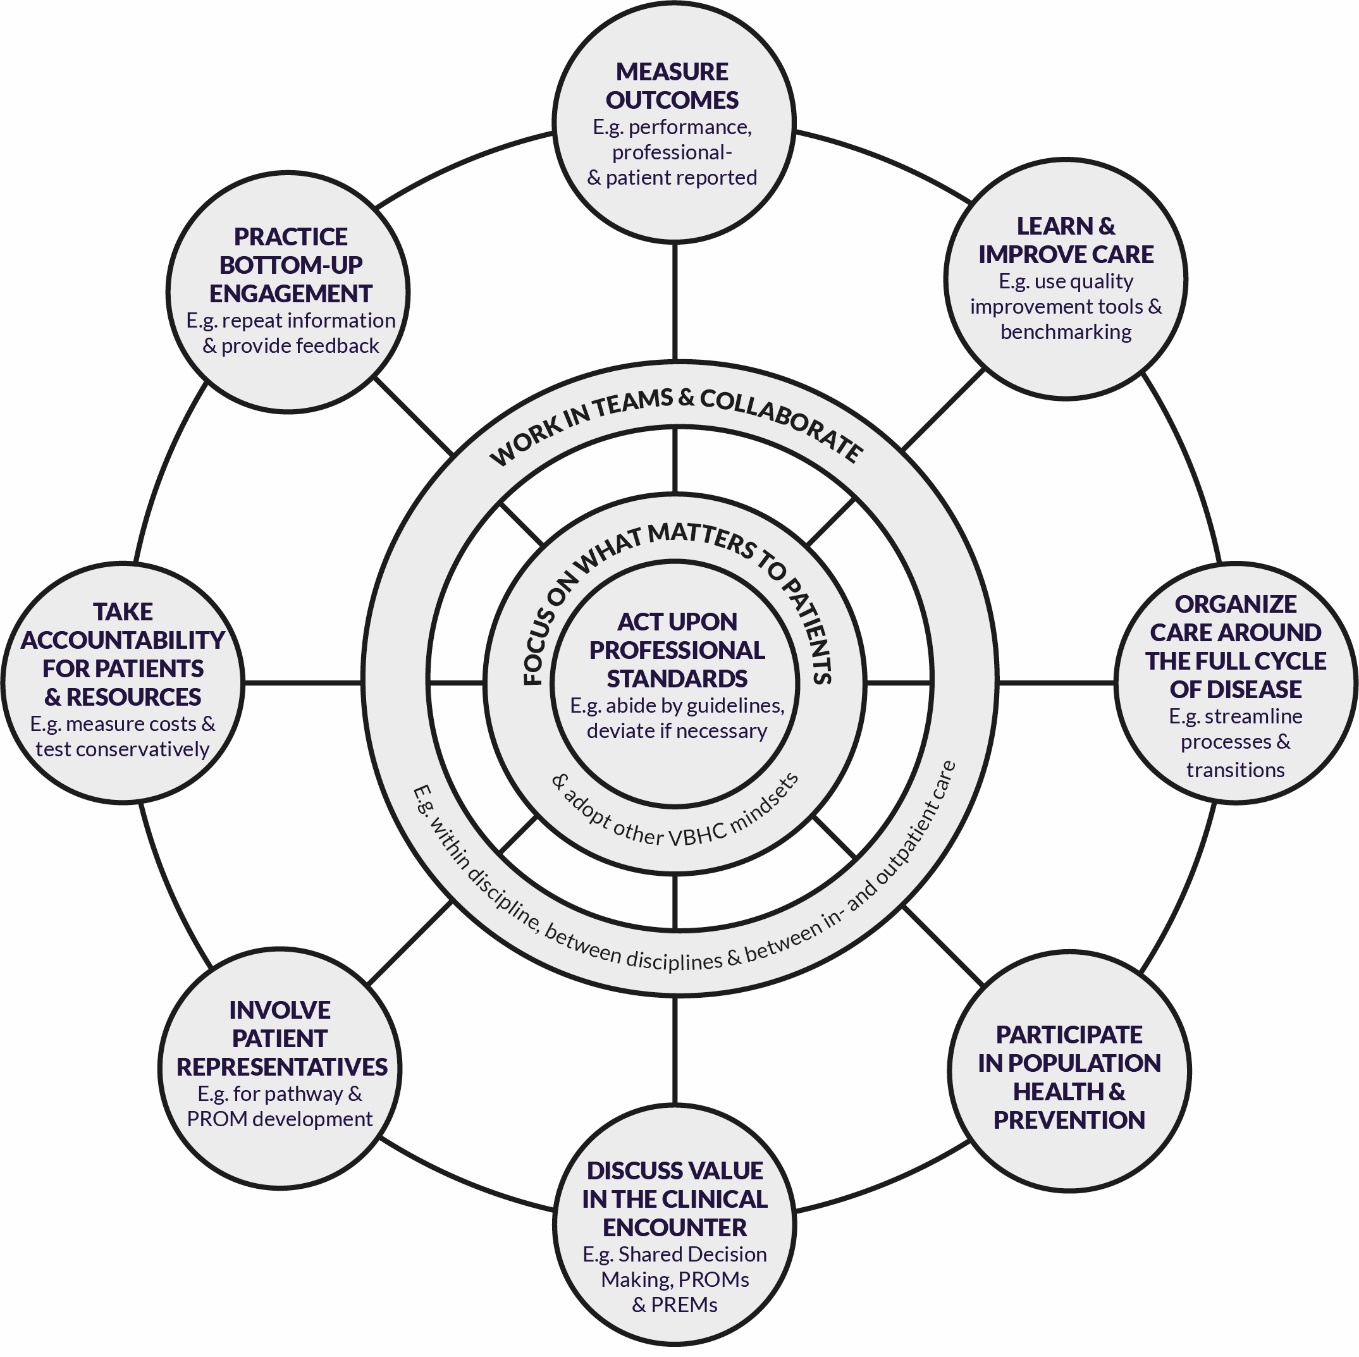 MEASURE
OUTCOMES
E.g. performance,
professional-
& patient reported
LEARN &
IMPROVE CARE
E.g. use quality
improvement tools &
benchmarking
ORGANIZE
CARE AROUND
THE FULL CYCLE
OF DISEASE
E.g. streamline
processes &
transitions
PARTICIPATE
IN POPULATION
HEALTH &
PREVENTION
DISCUSS VALUE
IN THE CLINICAL
ENCOUNTER
E.g. Shared Decision
Making, PROMs
& PREMs
INVOLVE
PATIENT
REPRESENTATIVES
E.g. for pathway &
PROM development
TAKE
ACCOUNTABILITY
FOR PATIENTS
& RESOURCES
E.g. measure costs &
test conservatively
PRACTICE
BOTTOM-UP
ENGAGEMENT
E.g. repeat information
& provide feedback
WORK IN TEAMS & COLLABORATE
E.g. within discipline, between disciplines & between in- and outpatient care
FOCUS ON WHAT MATTERS TO PATIENTS
& adopt other VBHC mindsets
ACT UPON
PROFESSIONAL
STANDARDS
E.g. abide by guidelines,
deviate if necessary